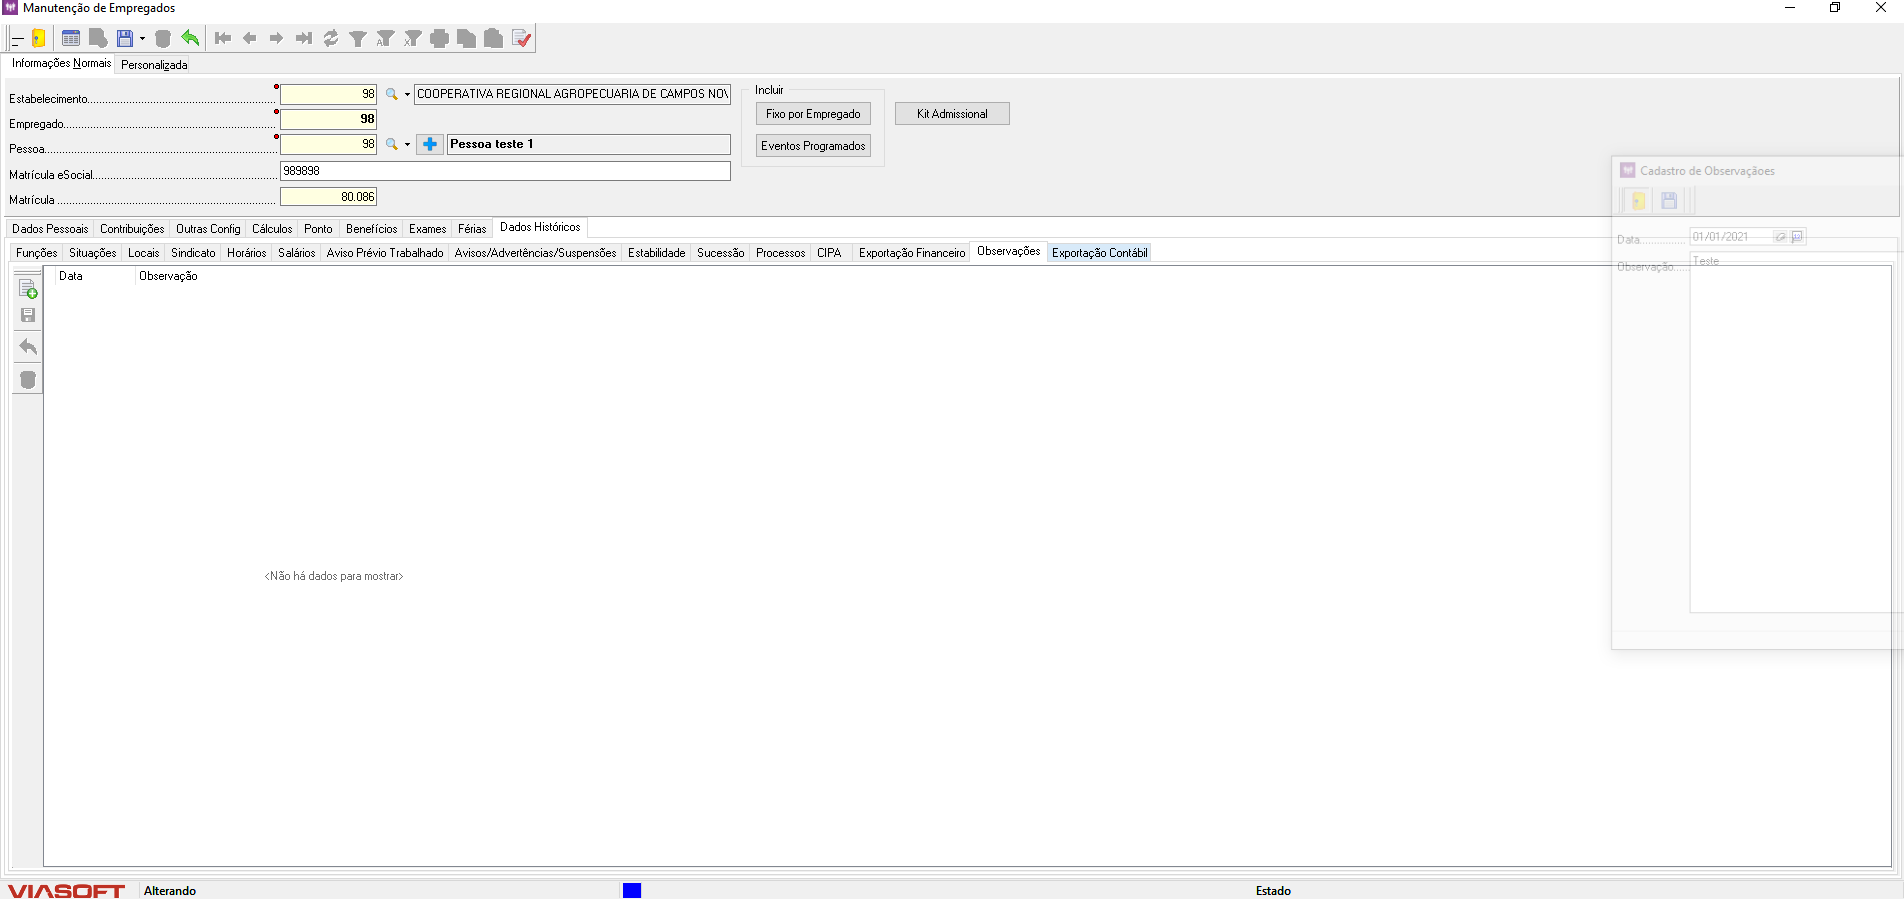 Manutenção de Empregados
Informações Normais Personalizada
Estabelecimento 98 COOPERATIVA REGIONAL AGROPECUARIA DE CAMPOS NOV
Empregado 98
Pessoa 98 Pessoa teste 1
Matrícula eSocial 989898
Matrícula 80.086
Incluir
Fixo por Empregado
Eventos Programados
Kit Admissional
Dados Pessoais Contribuições Outras Config Cálculos Ponto Benefícios Exames Férias Dados Históricos
Funções Situações Locais Sindicato Horários Salários Aviso Prévio Trabalhado Avisos/Advertências/Suspensões Estabilidade Sucessão Processos CIPA Exportação Financeiro Observações Exportação Contábil
Data Observação
<Não há dados para mostrar>
Cadastro de Observaçãoes
Data 01/01/2021
Observação Teste
VIASOFT Alterando Estado